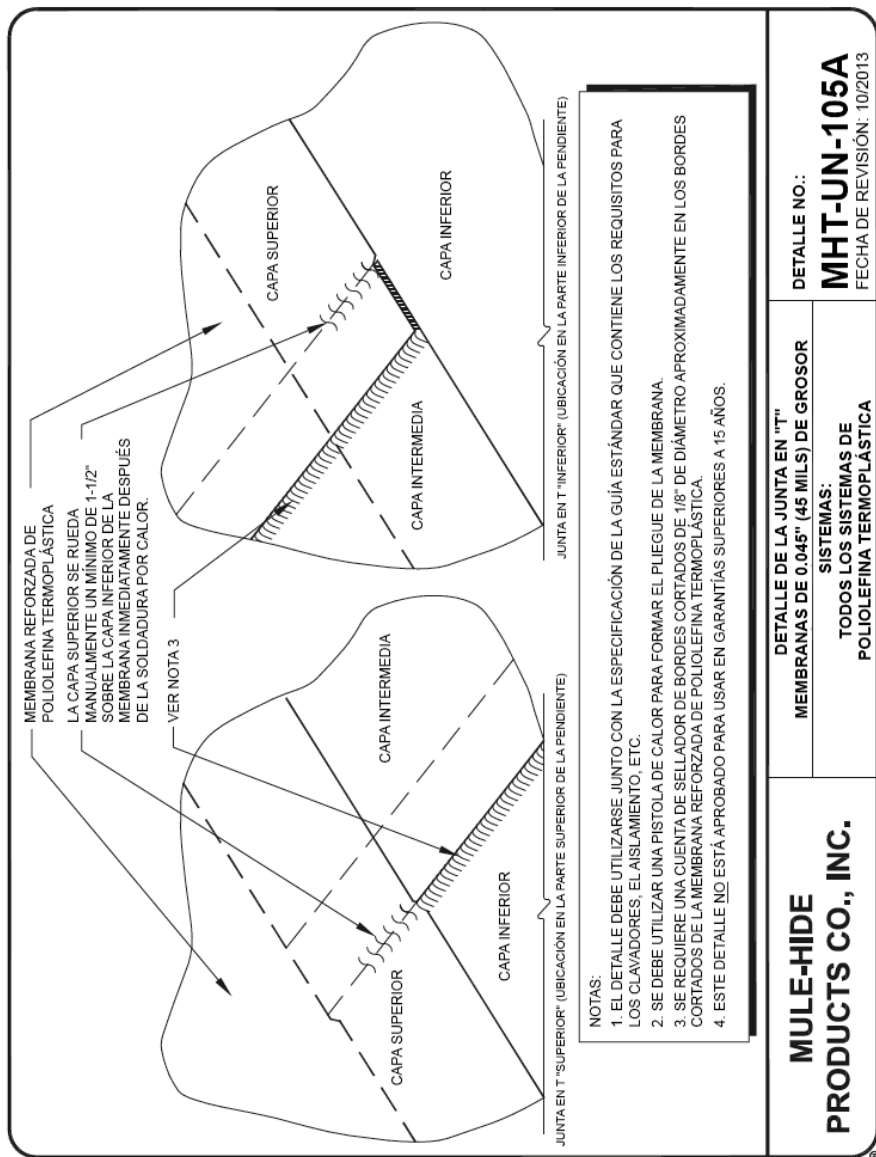 MEMBRANA REFORZADA DE
POLIOLEFINA TERMOPLÁSTICA
LA CAPA SUPERIOR SE RUEDA
MANUALMENTE UN MÍNIMO DE 1-1/2"
SOBRE LA CAPA INFERIOR DE LA
MEMBRANA INMEDIATAMENTE DESPUÉS
DE LA SOLDADURA POR CALOR.
VER NOTA 3
CAPA INTERMEDIA
CAPA SUPERIOR
CAPA INFERIOR
JUNTA EN T "SUPERIOR" (UBICACIÓN EN LA PARTE SUPERIOR DE LA PENDIENTE)
CAPA SUPERIOR
CAPA INTERMEDIA
CAPA INFERIOR
JUNTA EN T "INFERIOR" (UBICACIÓN EN LA PARTE INFERIOR DE LA PENDIENTE)
NOTAS:
1. EL DETALLE DEBE UTILIZARSE JUNTO CON LA ESPECIFICACIÓN DE LA GUÍA ESTÁNDAR QUE CONTIENE LOS REQUISITOS PARA
LOS CLAVADORES, EL AISLAMIENTO, ETC.
2. SE DEBE UTILIZAR UNA PISTOLA DE CALOR PARA FORMAR EL PLIEGUE DE LA MEMBRANA.
3. SE REQUIERE UNA CUENTA DE SELLADOR DE BORDES CORTADOS DE 1/8" DE DIÁMETRO APROXIMADAMENTE EN LOS BORDES
CORTADOS DE LA MEMBRANA REFORZADA DE POLIOLEFINA TERMOPLÁSTICA.
4. ESTE DETALLE NO ESTÁ APROBADO PARA USAR EN GARANTÍAS SUPERIORES A 15 AÑOS.
MULE-HIDE
PRODUCTS CO., INC.
DETALLE DE LA JUNTA EN "T"
MEMBRANAS DE 0.045" (45 MILS) DE GROSOR
SISTEMAS:
TODOS LOS SISTEMAS DE
POLIOLEFINA TERMOPLÁSTICA
DETALLE NO.:
MHT-UN-105A
FECHA DE REVISIÓN: 10/2013